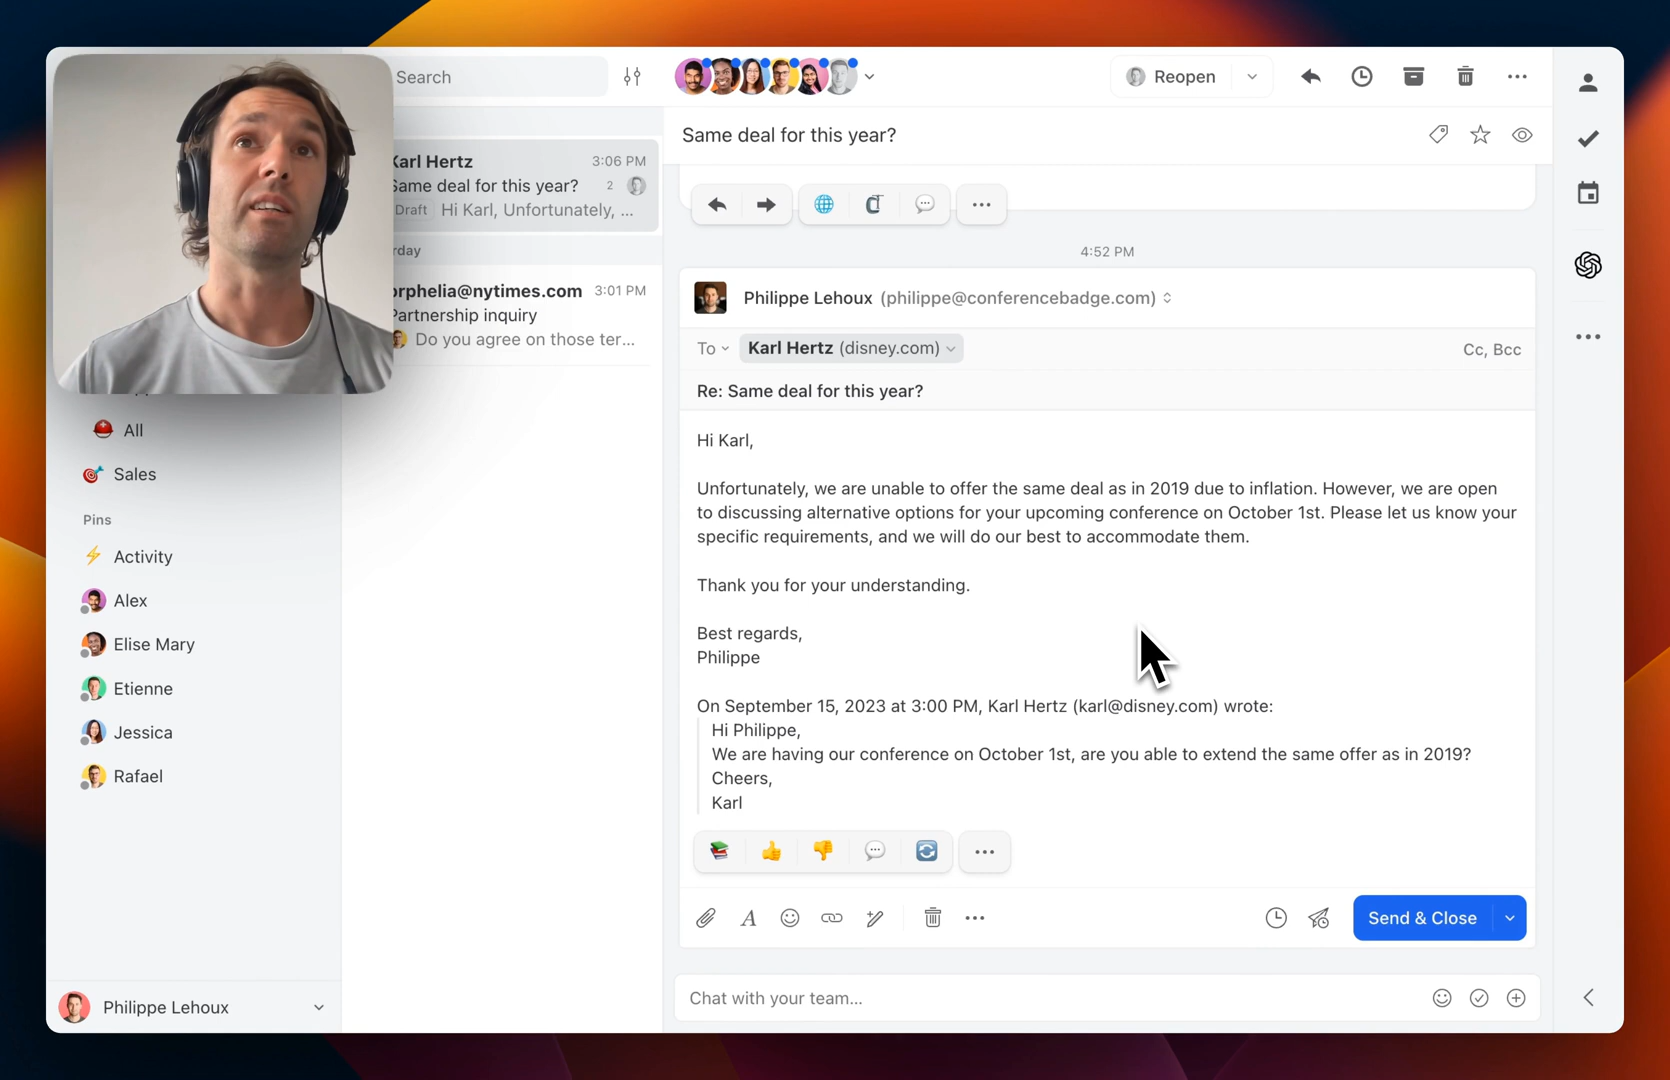 Search
Reopen
Same deal for this year?
Karl Hertz 3:06 PM
Same deal for this year? 2
Draft Hi Karl, Unfortunately, ...
rday
orphelia@nytimes.com 3:01 PM
Partnership inquiry
Do you agree on those ter...
All
Sales
Pins
Activity
Alex
Elise Mary
Etienne
Jessica
Rafael
Philippe Lehoux
4:52 PM
Philippe Lehoux (philippe@conferencebadge.com)
To Karl Hertz (disney.com) Cc, Bcc
Re: Same deal for this year?
Hi Karl,
Unfortunately, we are unable to offer the same deal as in 2019 due to inflation. However, we are open
to discussing alternative options for your upcoming conference on October 1st. Please let us know your
specific requirements, and we will do our best to accommodate them.
Thank you for your understanding.
Best regards,
Philippe
On September 15, 2023 at 3:00 PM, Karl Hertz (karl@disney.com) wrote:
Hi Philippe,
We are having our conference on October 1st, are you able to extend the same offer as in 2019?
Cheers,
Karl
Send & Close
Chat with your team...